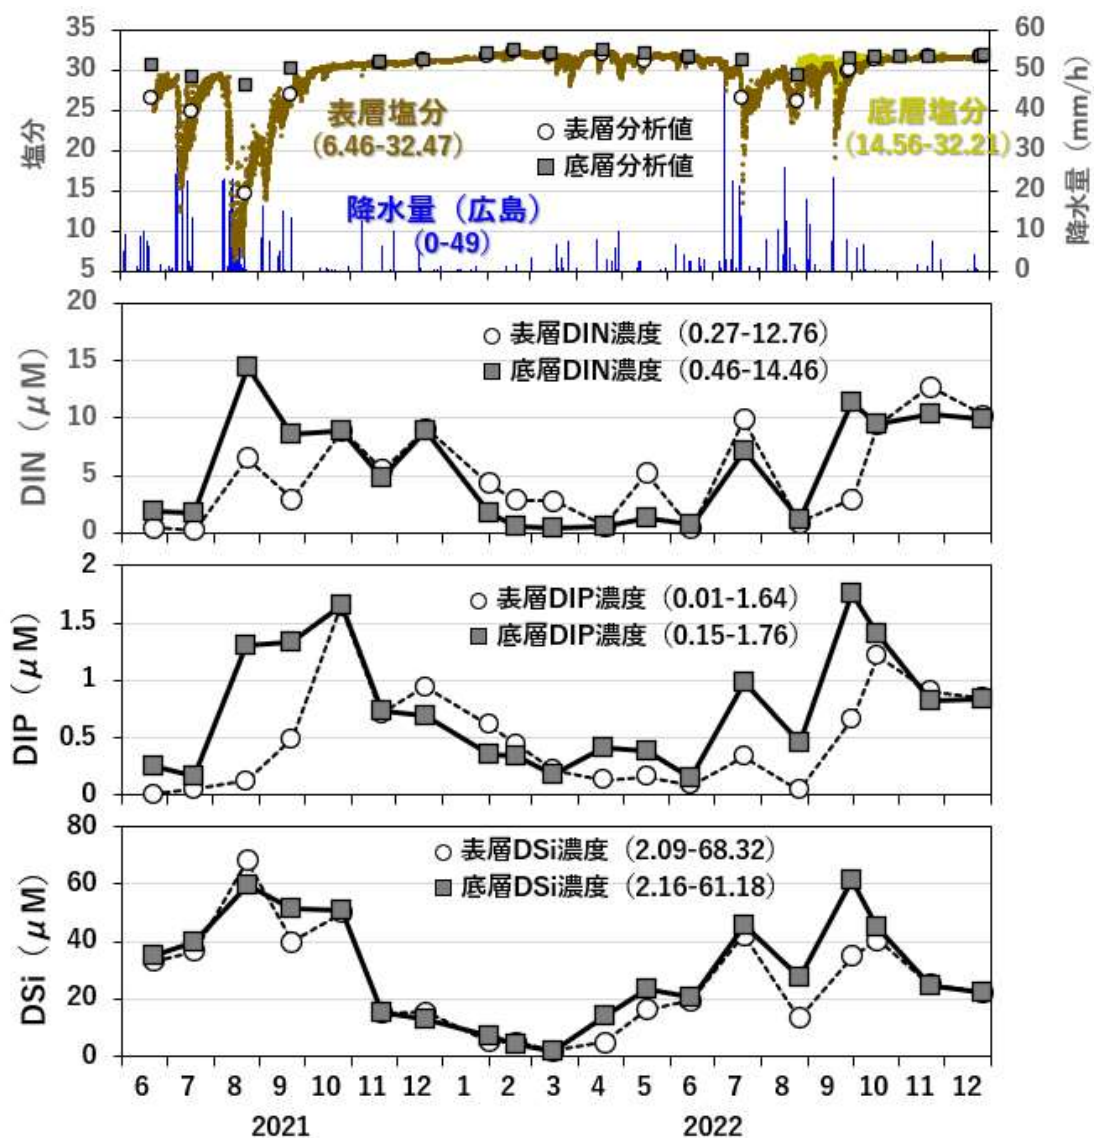 35
30
25
20
15
10
5
塩分
60
50
40
30
20
10
0
降水量 (mm/h)
表層塩分
(6.46-32.47)
○ 表層分析値
■ 底層分析値
底層塩分
(14.56-32.21)
降水量（広島）
(0-49)
20
15
10
5
0
DIN（μM）
○ 表層DIN濃度（0.27-12.76）
■ 底層DIN濃度（0.46-14.46）
2
1.5
1
0.5
0
DIP（μM）
○ 表層DIP濃度（0.01-1.64）
■ 底層DIP濃度（0.15-1.76）
80
60
40
20
0
DSi（μM）
○ 表層DSi濃度（2.09-68.32）
■ 底層DSi濃度（2.16-61.18）
6 7 8 9 10 11 12 1 2 3 4 5 6 7 8 9 10 11 12
2021 2022